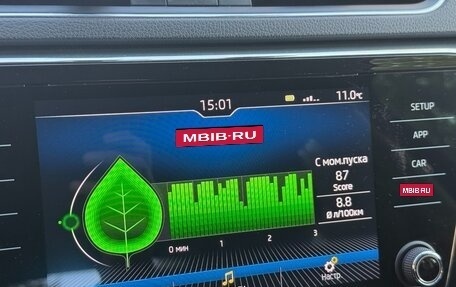 15:01
11.0°C
MBIB·RU
SETUP
APP
CAR
MBIB RU
С мом.пуска
87
Score
8.8
Ø л/100км
0 мин 1 2 3
Настр.